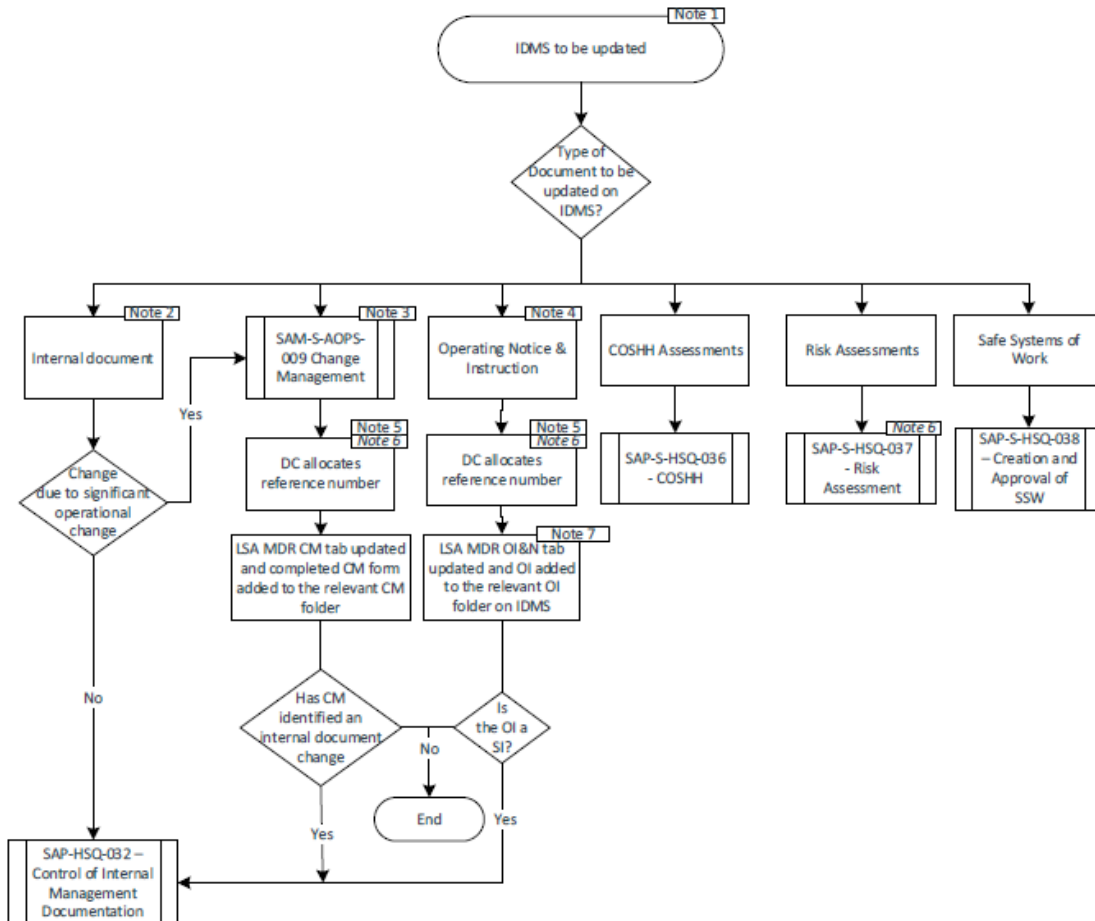 Note 1
IDMS to be updated
Type of
Document to be
updated on
IDMS?
Note 2
Internal document
Note 3
SAM-S-AOPS-
009 Change
Management
Note 4
Operating Notice &
Instruction
COSHH Assessments
Risk Assessments
Safe Systems of
Work
Yes
Change
due to significant
operational
change
Note 5
Note 6
DC allocates
reference number
Note 5
Note 6
DC allocates
reference number
SAP-S-HSQ-036
- COSHH
Note 6
SAP-S-HSQ-037
- Risk
Assessment
SAP-S-HSQ-038
– Creation and
Approval of
SSW
LSA MDR CM tab updated
and completed CM form
added to the relevant CM
folder
Note 7
LSA MDR OI&N tab
updated and OI added
to the relevant OI
folder on IDMS
No
Has CM
identified an
internal document
change
Is
the OI a
SI?
No
End
Yes
Yes
SAP-HSQ-032 –
Control of Internal
Management
Documentation